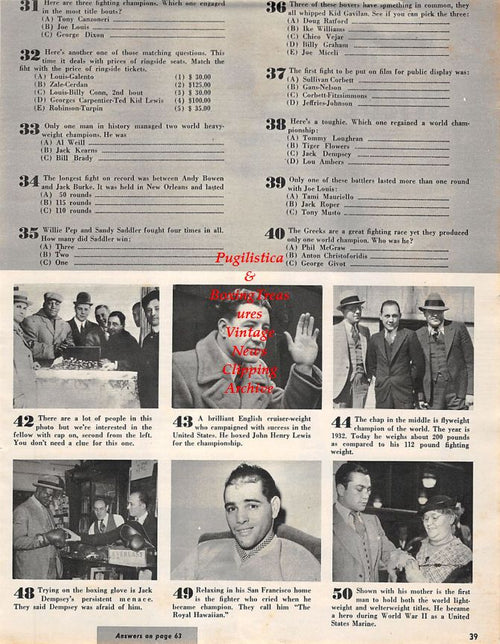 31 Here are three fighting champions. Which one engaged
in the most title bouts?
(A) Tony Canzoneri
(B) Joe Louis
(C) George Dixon
32 Here's another one of those matching questions. This
time it deals with prices of ringside seats. Match the
fiht with the price of ringside tickets.
(A) Louis-Galento (1) $ 30.00
(B) Zale-Cerdan (2) $125.00
(C) Louis-Billy Conn, 2nd bout (3) $ 30.00
(D) Georges Carpentier-Ted Kid Lewis (4) $100.00
(E) Robinson-Turpin (5) $ 35.00
33 Only one man in history managed two heavy-
weight champions. He was
(A) Al Weill
(B) Jack Kearns
(C) Bill Brady
34 The longest fight on record was between Andy Bowen
and Jack Burke. It was held in New Orleans and lasted
(A) 50 rounds
(B) 115 rounds
(C) 110 rounds
35 Willie Pep and Sandy Saddler fought four times in all.
How many did Saddler win:
(A) Three
(B) Two
(C) One
36 Three of these boxers have something in common, they
all whipped Kid Gavilan. See if you can pick the three:
(A) Doug Ratford
(B) Ike Williams
(C) Chico Vejar
(D) Billy Graham
(E) Joe Miceli
37 The first fight to be put on film for public display was:
(A) Sullivan Corbett
(B) Gans-Nelson
(C) Corbett-Fitzsimmons
(D) Jeffries-Johnson
38 Here's a toughie. Which one regained a world cham-
pionship:
(A) Tommy Loughran
(B) Tiger Flowers
(C) Jack Dempsey
(D) Lou Ambers
39 Only one of these battlers lasted more than one round
with Joe Louis:
(A) Tami Mauriello
(B) Jack Roper
(C) Tony Musto
40 The Greeks are a great fighting race yet they produced
only one world champion. Who was he?
(A) Phil McGraw
(B) Anton Christoforidis
(C) George Givot
Pugilistica
&
BoxingTreas
ures
Vintage
News
Clipping
Archive
42 There are a lot of people in this
photo but we're interested in the
fellow with cap on, second from the left.
You don't need a clue for this one.
43 A brilliant English cruiser-weight
who campaigned with success in the
United States. He boxed John Henry Lewis
for the championship.
44 The chap in the middle is flyweight
champion of the world. The year is
1932. Today he weighs about 200 pounds
as compared to his 112 pound fighting
weight.
EVERLAST
48 Trying on the boxing glove is Jack
Dempsey's persistent menace.
They said Dempsey was afraid of him.
49 Relaxing in his San Francisco home
is the fighter who cried when he
became champion. They call him "The
Royal Hawaiian."
50 Shown with his mother is the first
man to hold both the world light-
weight and welterweight titles. He became
a hero during World War II as a United
States Marine.
Answers on page 63
39